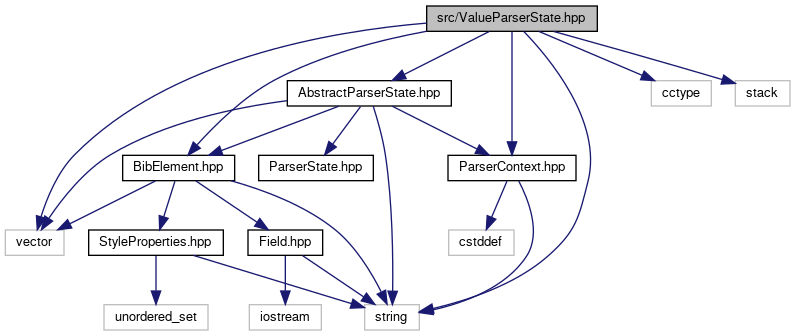 src/ValueParserState.hpp
AbstractParserState.hpp
cctype
stack
BibElement.hpp
ParserState.hpp
ParserContext.hpp
vector
StyleProperties.hpp
Field.hpp
cstddef
unordered_set
iostream
string